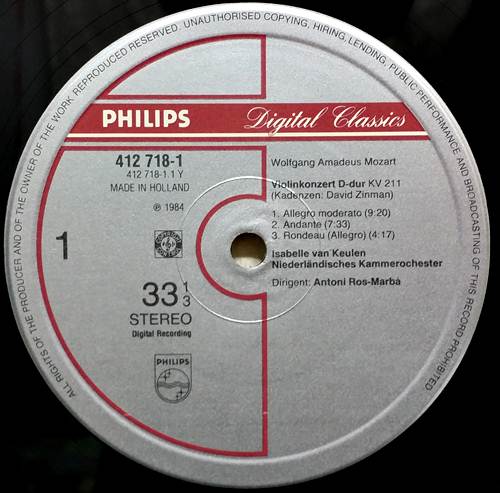 ALL RIGHTS OF THE PRODUCER AND OF THE OWNER OF THE WORK REPRODUCED RESERVED. UNAUTHORISED COPYING, HIRING, LENDING, PUBLIC PERFORMANCE AND BROADCASTING OF THIS RECORD PROHIBITED
PHILIPS Digital Classics
412 718-1
412 718-1.1 Y
MADE IN HOLLAND
℗ 1984
1
33 1/3
STEREO
Digital Recording
PHILIPS
Wolfgang Amadeus Mozart
Violinkonzert D-dur KV 211
(Kadenzen: David Zinman)
1. Allegro moderato (9:20)
2. Andante (7:33)
3. Rondeau (Allegro) (4:17)
Isabelle van Keulen
Niederländisches Kammerochester
Dirigent: Antoni Ros-Marbà